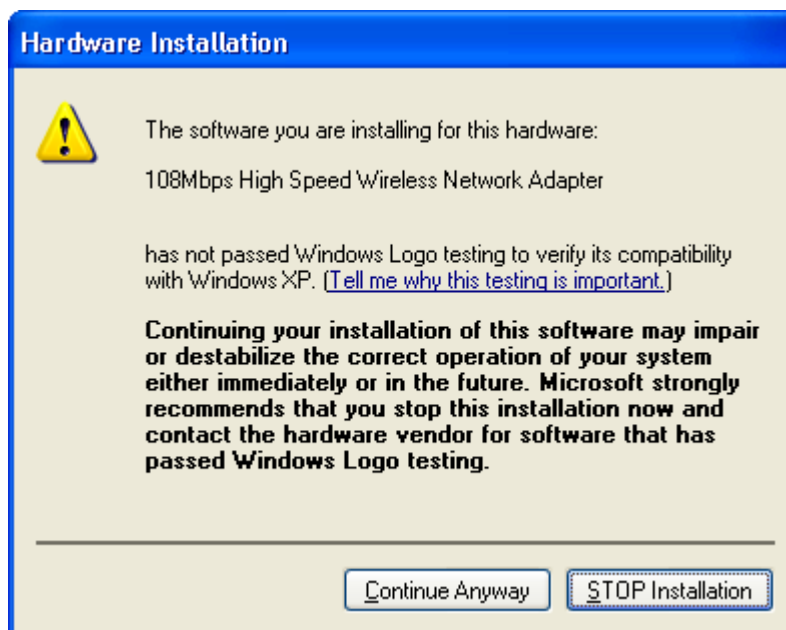 Hardware Installation
The software you are installing for this hardware:
108Mbps High Speed Wireless Network Adapter
has not passed Windows Logo testing to verify its compatibility
with Windows XP. (Tell me why this testing is important.)
Continuing your installation of this software may impair
or destabilize the correct operation of your system
either immediately or in the future. Microsoft strongly
recommends that you stop this installation now and
contact the hardware vendor for software that has
passed Windows Logo testing.
Continue Anyway
STOP Installation